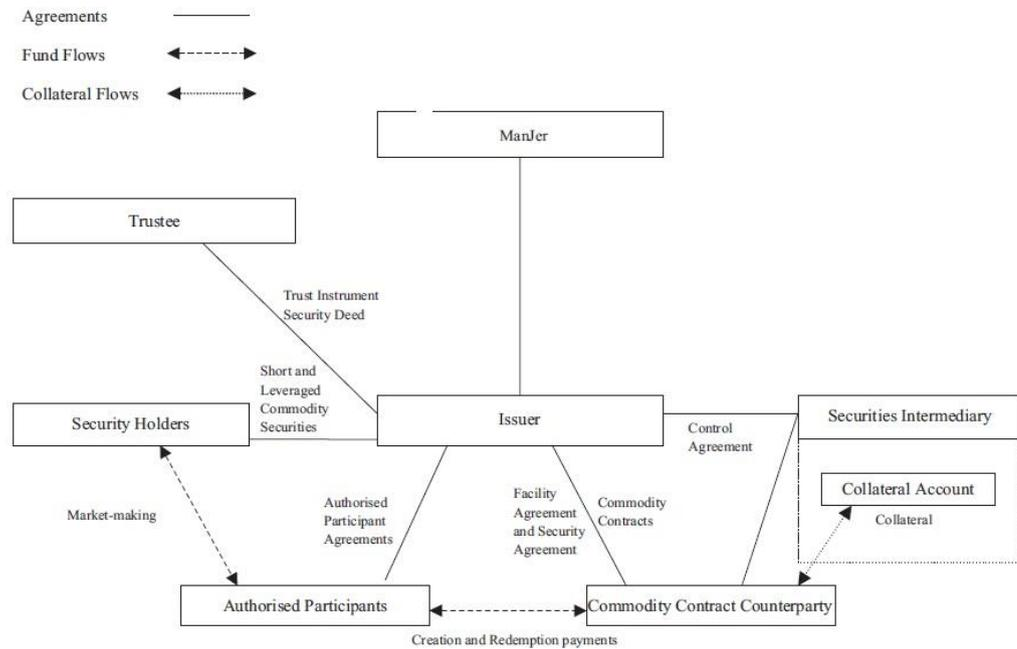 Agreements
Fund Flows
Collateral Flows
ManJer
Trustee
Trust Instrument
Security Deed
Short and
Leveraged
Commodity
Securities
Security Holders
Issuer
Securities Intermediary
Control
Agreement
Collateral Account
Collateral
Market-making
Authorised
Participant
Agreements
Facility
Agreement
and Security
Agreement
Commodity
Contracts
Authorised Participants
Commodity Contract Counterparty
Creation and Redemption payments